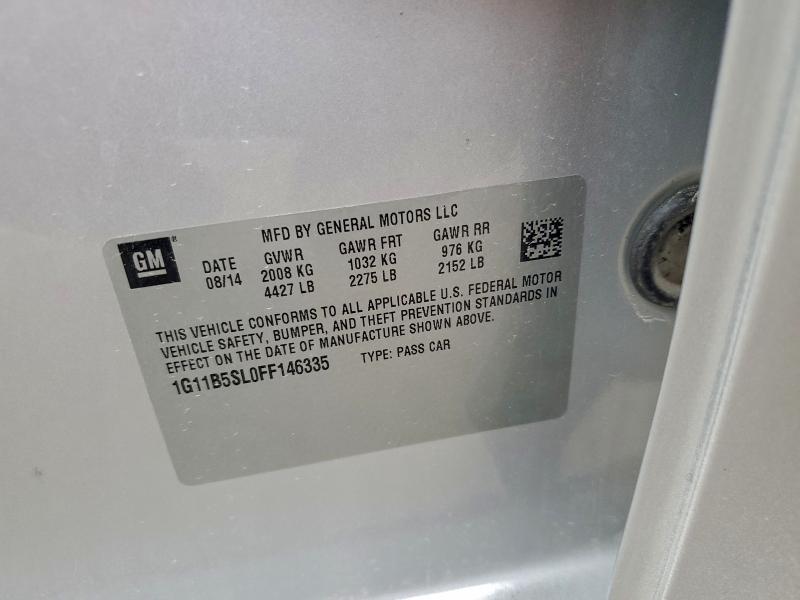 MFD BY GENERAL MOTORS LLC
GM®
DATE GVWR GAWR FRT GAWR RR
08/14 2008 KG 1032 KG 976 KG
4427 LB 2275 LB 2152 LB
THIS VEHICLE CONFORMS TO ALL APPLICABLE U.S. FEDERAL MOTOR
VEHICLE SAFETY, BUMPER, AND THEFT PREVENTION STANDARDS IN
EFFECT ON THE DATE OF MANUFACTURE SHOWN ABOVE.
1G11B5SL0FF146335 TYPE: PASS CAR